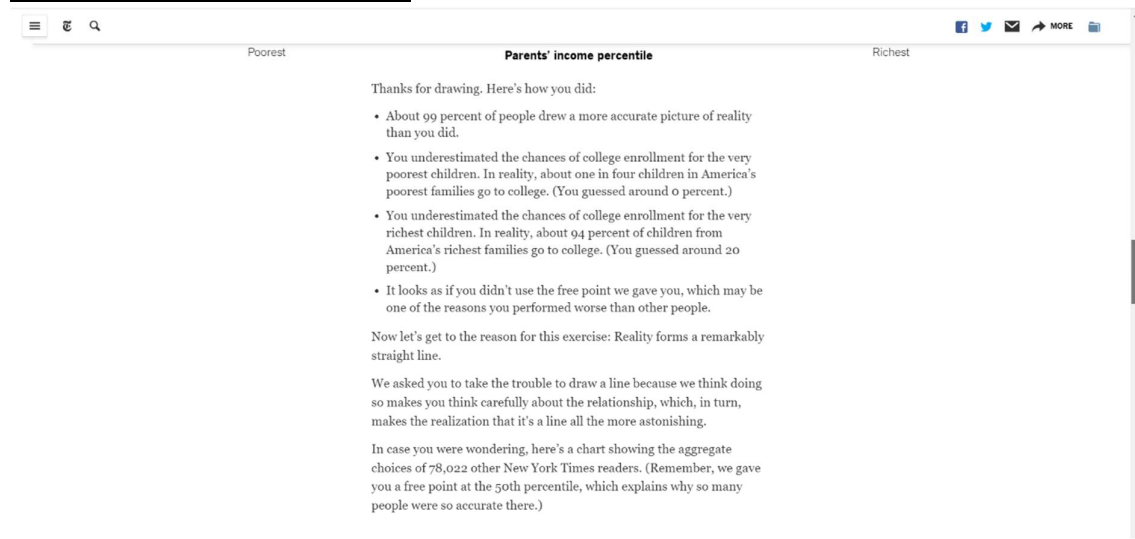 MORE
Poorest Parents' income percentile Richest
Thanks for drawing. Here's how you did:
• About 99 percent of people drew a more accurate picture of reality
than you did.
• You underestimated the chances of college enrollment for the very
poorest children. In reality, about one in four children in America's
poorest families go to college. (You guessed around 0 percent.)
• You underestimated the chances of college enrollment for the very
richest children. In reality, about 94 percent of children from
America's richest families go to college. (You guessed around 20
percent.)
• It looks as if you didn't use the free point we gave you, which may be
one of the reasons you performed worse than other people.
Now let's get to the reason for this exercise: Reality forms a remarkably
straight line.
We asked you to take the trouble to draw a line because we think doing
so makes you think carefully about the relationship, which, in turn,
makes the realization that it's a line all the more astonishing.
In case you were wondering, here's a chart showing the aggregate
choices of 78,022 other New York Times readers. (Remember, we gave
you a free point at the 50th percentile, which explains why so many
people were so accurate there.)